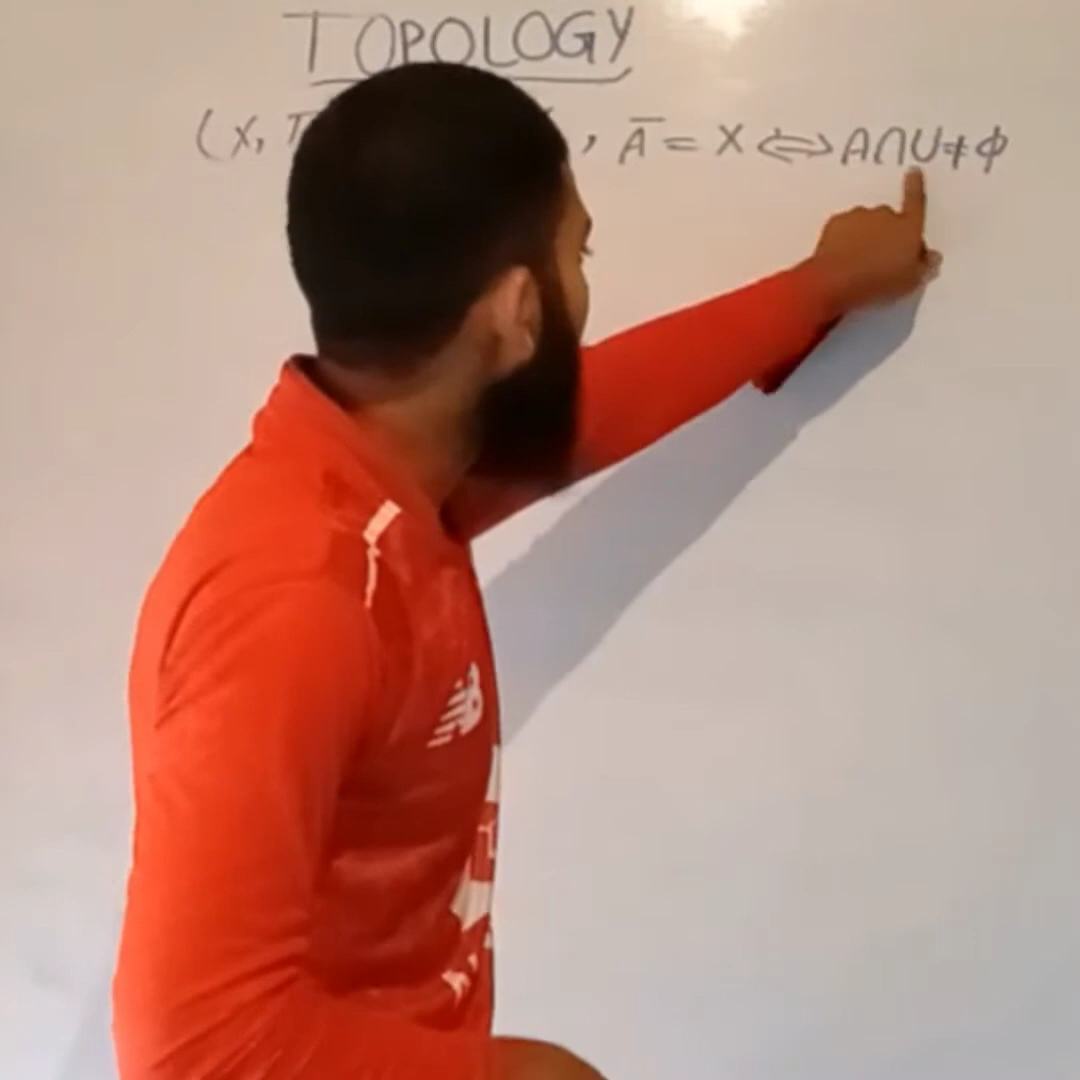 TOPOLOGY
(X, T , A̅ = X ⇔ A∩U≠ϕ